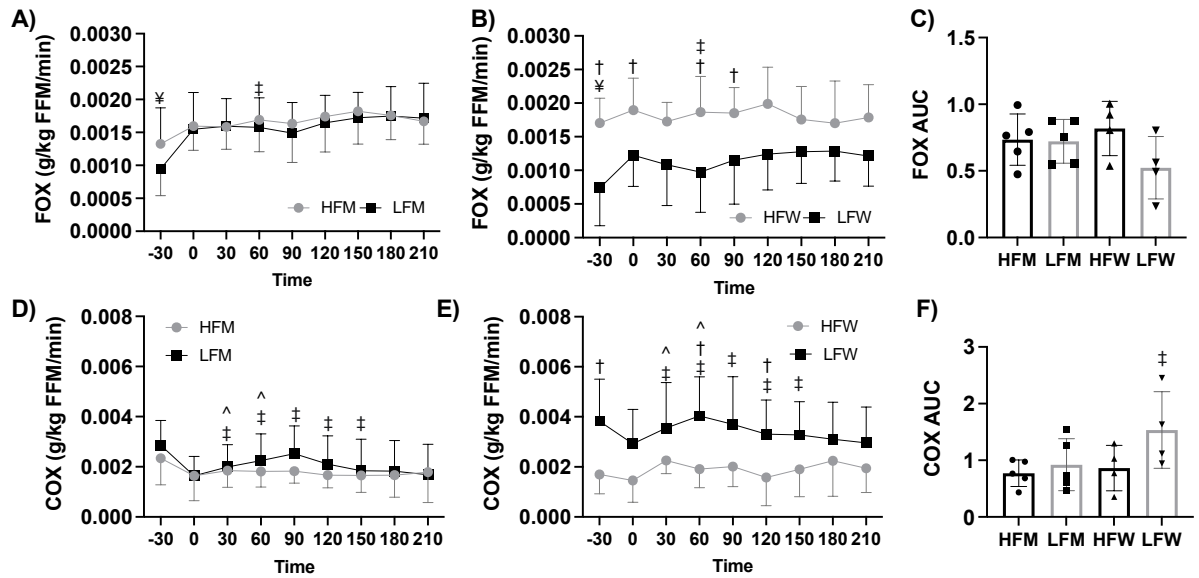 A)
FOX (g/kg FFM/min)
0.0030
0.0025
0.0020
0.0015
0.0010
0.0005
0.0000
¥
‡
HFM LFM
-30 0 30 60 90 120 150 180 210
Time
B)
FOX (g/kg FFM/min)
0.0030
0.0025
0.0020
0.0015
0.0010
0.0005
0.0000
‡
† † † †
¥
HFW LFW
-30 0 30 60 90 120 150 180 210
Time
C)
FOX AUC
1.5
1.0
0.5
0.0
HFM LFM HFW LFW
D)
COX (g/kg FFM/min)
0.008
0.006
0.004
0.002
0.000
HFM
LFM
^ ^
‡ ‡ ‡ ‡ ‡
-30 0 30 60 90 120 150 180 210
Time
E)
COX (g/kg FFM/min)
0.008
0.006
0.004
0.002
0.000
HFW
LFW
^
^ † †
† ‡ ‡ ‡ ‡ ‡
-30 0 30 60 90 120 150 180 210
Time
F)
COX AUC
3
2
1
0
‡
HFM LFM HFW LFW